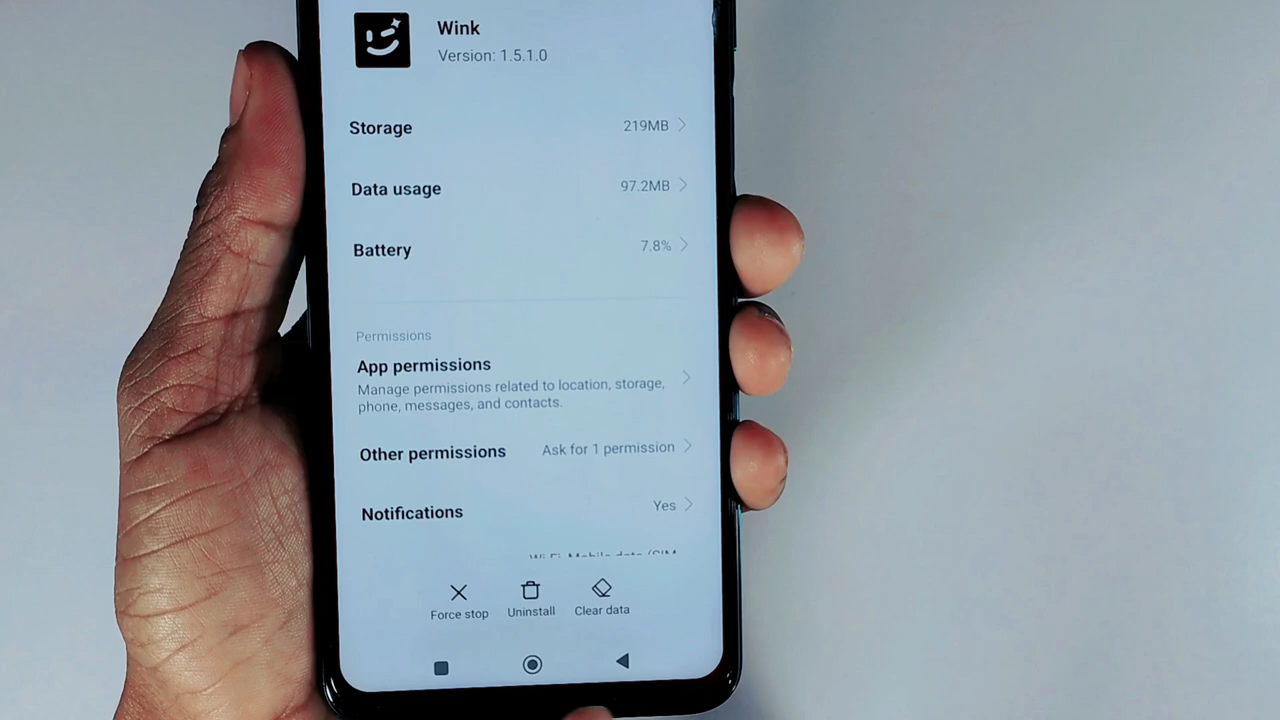 Wink
Version: 1.5.1.0
Storage 219MB
Data usage 97.2MB
Battery 7.8%
Permissions
App permissions
Manage permissions related to location, storage,
phone, messages, and contacts.
Other permissions Ask for 1 permission
Notifications Yes
Force stop Uninstall Clear data